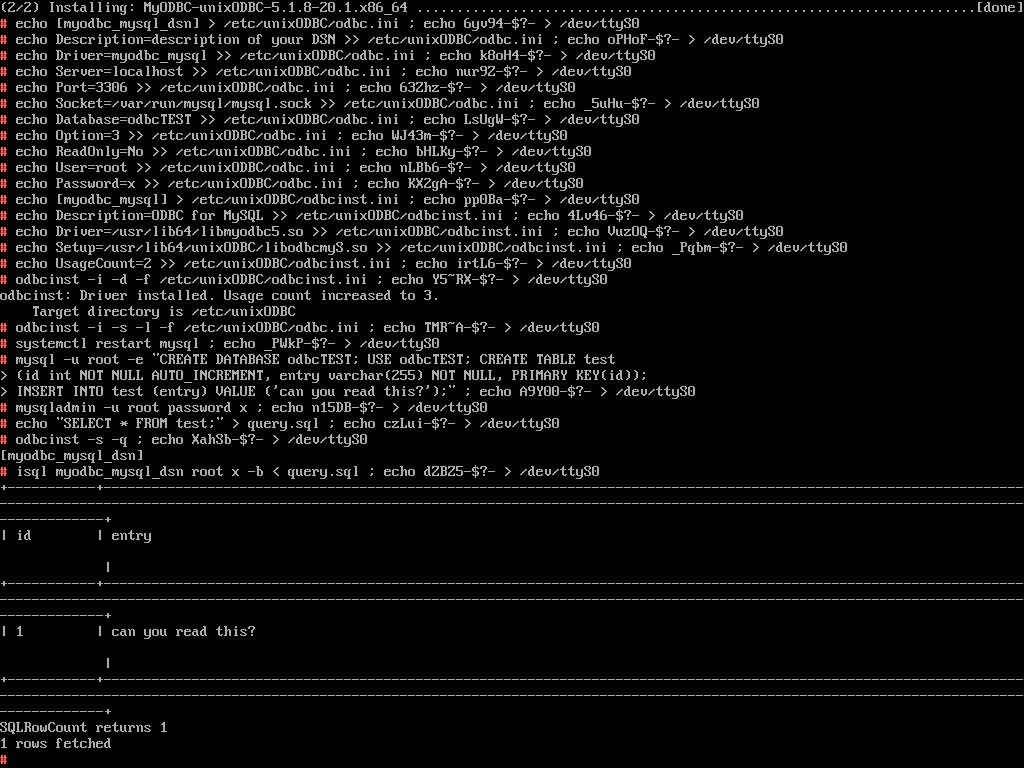 (2/2) Installing: MyODBC-unixODBC-5.1.8-20.1.x86_64 ......................................................................[done]
# echo [myodbc_mysql_dsn] > /etc/unixODBC/odbc.ini ; echo 6yv94-$?- > /dev/ttyS0
# echo Description=description of your DSN >> /etc/unixODBC/odbc.ini ; echo oPHoF-$?- > /dev/ttyS0
# echo Driver=myodbc_mysql >> /etc/unixODBC/odbc.ini ; echo k8oH4-$?- > /dev/ttyS0
# echo Server=localhost >> /etc/unixODBC/odbc.ini ; echo nur9Z-$?- > /dev/ttyS0
# echo Port=3306 >> /etc/unixODBC/odbc.ini ; echo 63Zhz-$?- > /dev/ttyS0
# echo Socket=/var/run/mysql/mysql.sock >> /etc/unixODBC/odbc.ini ; echo _5uHu-$?- > /dev/ttyS0
# echo Database=odbcTEST >> /etc/unixODBC/odbc.ini ; echo LsUgW-$?- > /dev/ttyS0
# echo Option=3 >> /etc/unixODBC/odbc.ini ; echo WJ43m-$?- > /dev/ttyS0
# echo ReadOnly=No >> /etc/unixODBC/odbc.ini ; echo bHLKy-$?- > /dev/ttyS0
# echo User=root >> /etc/unixODBC/odbc.ini ; echo nLBb6-$?- > /dev/ttyS0
# echo Password=x >> /etc/unixODBC/odbc.ini ; echo KX2gA-$?- > /dev/ttyS0
# echo [myodbc_mysql] > /etc/unixODBC/odbcinst.ini ; echo pp0Ba-$?- > /dev/ttyS0
# echo Description=ODBC for MySQL >> /etc/unixODBC/odbcinst.ini ; echo 4Lv46-$?- > /dev/ttyS0
# echo Driver=/usr/lib64/libmyodbc5.so >> /etc/unixODBC/odbcinst.ini ; echo VuzOQ-$?- > /dev/ttyS0
# echo Setup=/usr/lib64/unixODBC/libodbcmyS.so >> /etc/unixODBC/odbcinst.ini ; echo _Pqbm-$?- > /dev/ttyS0
# echo UsageCount=2 >> /etc/unixODBC/odbcinst.ini ; echo irtL6-$?- > /dev/ttyS0
# odbcinst -i -d -f /etc/unixODBC/odbcinst.ini ; echo Y5~RX-$?- > /dev/ttyS0
odbcinst: Driver installed. Usage count increased to 3.
Target directory is /etc/unixODBC
# odbcinst -i -s -l -f /etc/unixODBC/odbc.ini ; echo TMR~A-$?- > /dev/ttyS0
# systemctl restart mysql ; echo _PWkP-$?- > /dev/ttyS0
# mysql -u root -e "CREATE DATABASE odbcTEST; USE odbcTEST; CREATE TABLE test
> (id int NOT NULL AUTO_INCREMENT, entry varchar(255) NOT NULL, PRIMARY KEY(id));
> INSERT INTO test (entry) VALUE ('can you read this?');" ; echo A9Y00-$?- > /dev/ttyS0
# mysqladmin -u root password x ; echo n15DB-$?- > /dev/ttyS0
# echo "SELECT * FROM test;" > query.sql ; echo czLui-$?- > /dev/ttyS0
# odbcinst -s -q ; echo XahSb-$?- > /dev/ttyS0
[myodbc_mysql_dsn]
# isql myodbc_mysql_dsn root x -b < query.sql ; echo dZBZ5-$?- > /dev/ttyS0
| id | entry
|
| 1 | can you read this?
|
SQLRowCount returns 1
1 rows fetched
#